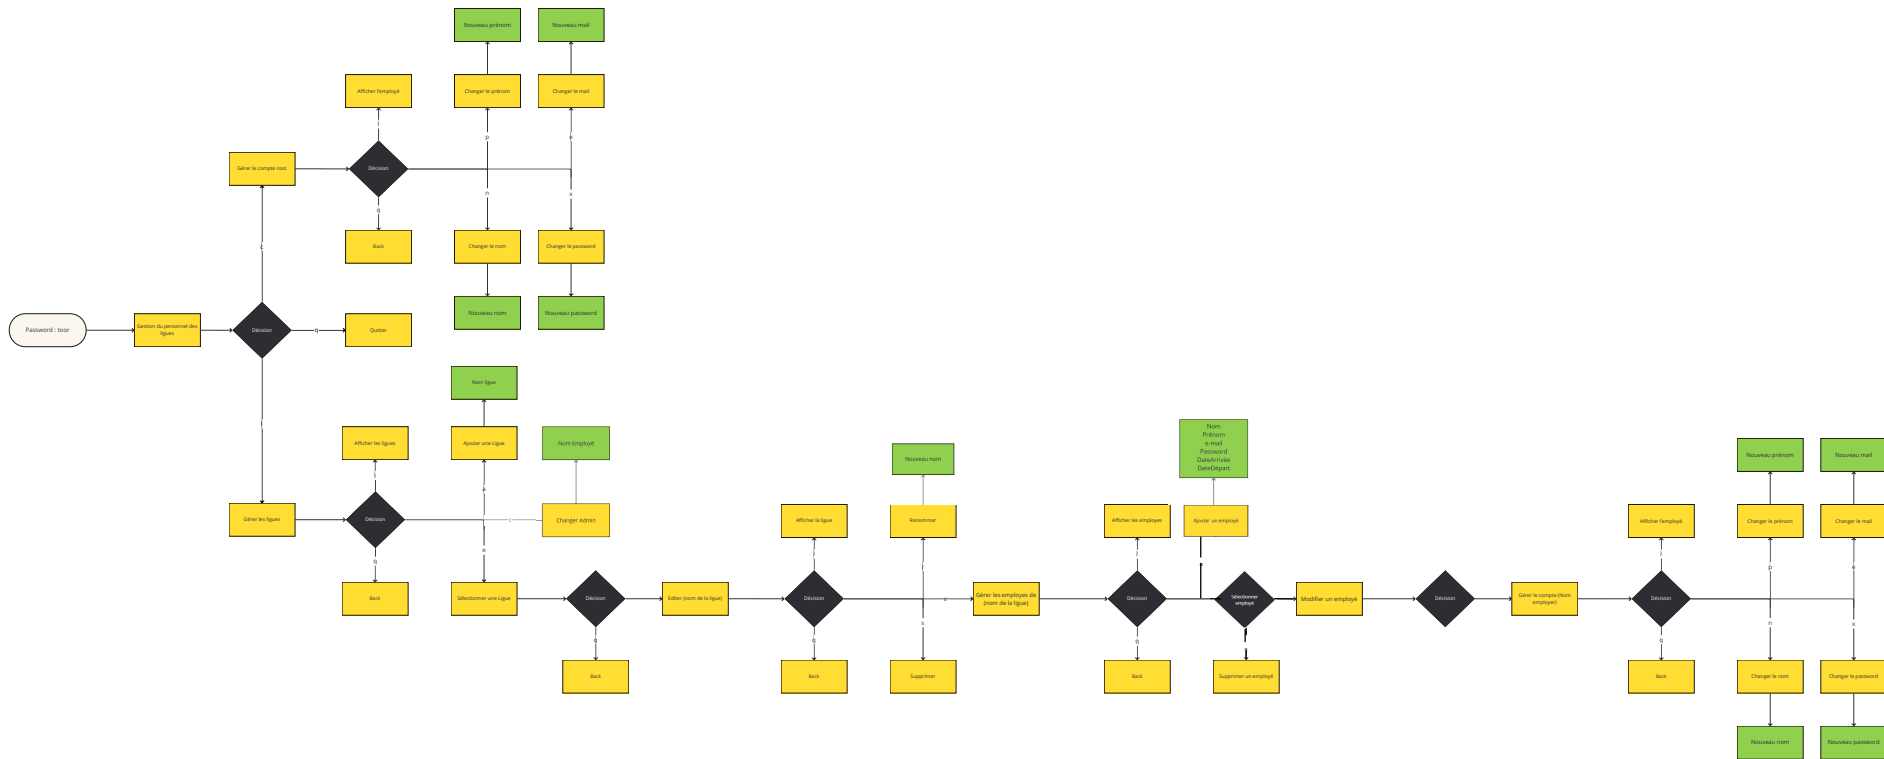 Nouveau prénom
Nouveau mail
Afficher l'employé
Changer le prénom
Changer le mail
l
p
e
Gérer le compte root
Décision
q
n
x
Back
Changer le nom
Changer le password
c
Nouveau nom
Nouveau password
Password : toor
Gestion du personnel des
ligues
Décision
q
Quitter
l
Nom ligue
Afficher les ligues
Ajouter une Ligue
Nom Employé
l
a
Gérer les ligues
Décision
c
Changer Admin
q
e
Back
Sélectionner une Ligue
Décision
q
Back
Editer (nom de la ligue)
Nouveau nom
Afficher la ligue
Renommer
l
r
Décision
e
q
s
Back
Supprimer
Gérer les employes de
(nom de la ligue)
Nom
Prénom
e-mail
Password
DateArrivée
DateDépart
Afficher les employes
Ajouter un employé
l
Décision
Sélectionner
employé
q
Back
Supprimer un employé
Modifier un employé
Décision
Gérer le compte (Nom
employer)
Nouveau prénom
Nouveau mail
Afficher l'employé
Changer le prénom
Changer le mail
l
p
e
Décision
q
n
x
Back
Changer le nom
Changer le password
Nouveau nom
Nouveau password